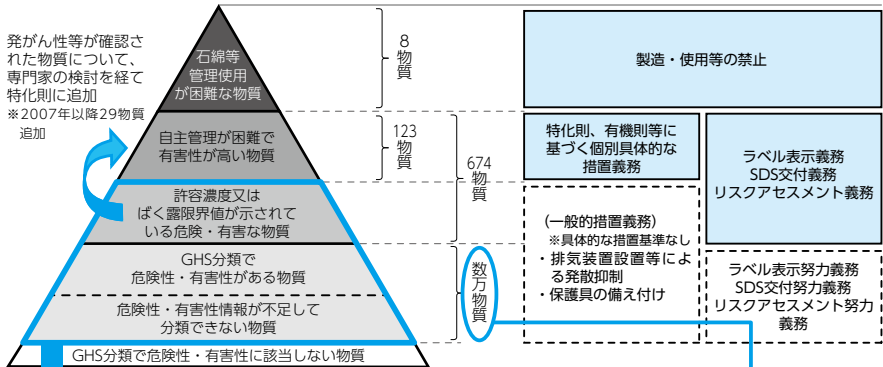 発がん性等が確認さ
れた物質について、
専門家の検討を経て
特化則に追加
※2007年以降29物質
追加
石綿等
管理使用
が困難な物質
自主管理が困難で
有害性が高い物質
許容濃度又は
ばく露限界値が示されて
いる危険・有害な物質
GHS分類で
危険性・有害性がある物質
危険性・有害性情報が不足して
分類できない物質
GHS分類で危険性・有害性に該当しない物質
8
物質
123
物質
674
物質
数万物質
製造・使用等の禁止
特化則、有機則等に
基づく個別具体的な
措置義務
ラベル表示義務
SDS交付義務
リスクアセスメント義務
(一般的措置義務)
※具体的な措置基準なし
・排気装置設置等によ
る発散抑制
・保護具の備え付け
ラベル表示努力義務
SDS交付努力義務
リスクアセスメント努力
義務